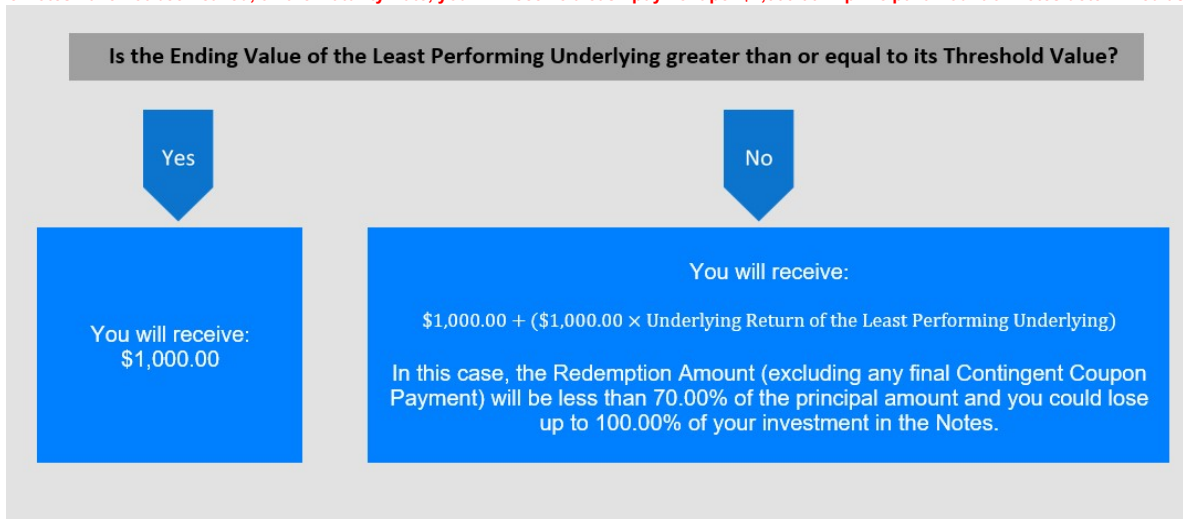 Is the Ending Value of the Least Performing Underlying greater than or equal to its Threshold Value?
Yes
No
You will receive:
$1,000.00
You will receive:
$1,000.00 + ($1,000.00 × Underlying Return of the Least Performing Underlying)
In this case, the Redemption Amount (excluding any final Contingent Coupon
Payment) will be less than 70.00% of the principal amount and you could lose
up to 100.00% of your investment in the Notes.